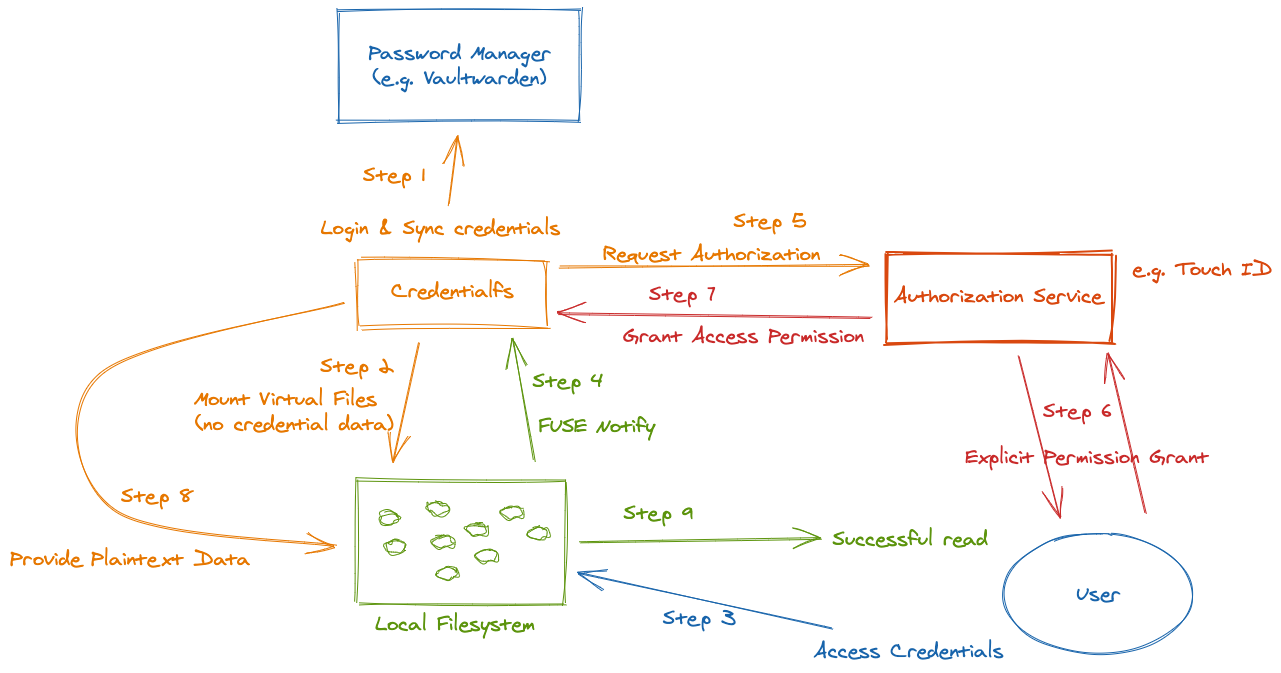 Password Manager
(e.g. Vaultwarden)
Step 1
Login & Sync credentials
Step 5
Request Authorization
e.g. Touch ID
Credentialfs
Step 7
Authorization Service
Grant Access Permission
Step 2
Mount Virtual Files
(no credential data)
Step 4
FUSE Notify
Step 6
Explicit Permission Grant
Step 8
Provide Plaintext Data
Step 9
Successful read
User
Local Filesystem
Step 3
Access Credentials